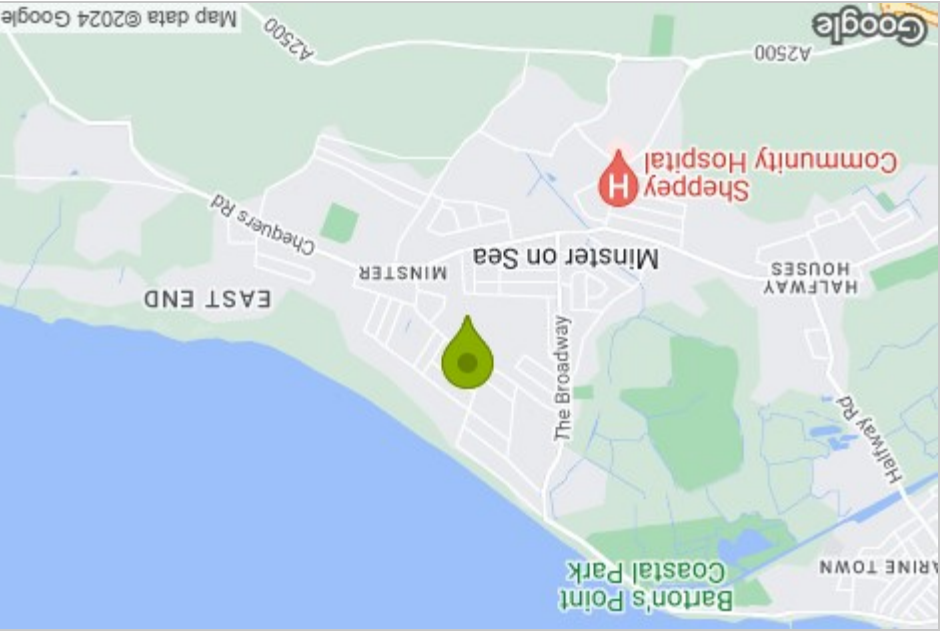 Barton's Point
Coastal Park
ARINE TOWN
Halfway Rd
The Broadway
EAST END
HALFWAY
HOUSES
MINSTER
Minster on Sea
Chequers Rd
H
Sheppey
Community Hospital
A2500
A2500
Google
Map data ©2024 Google